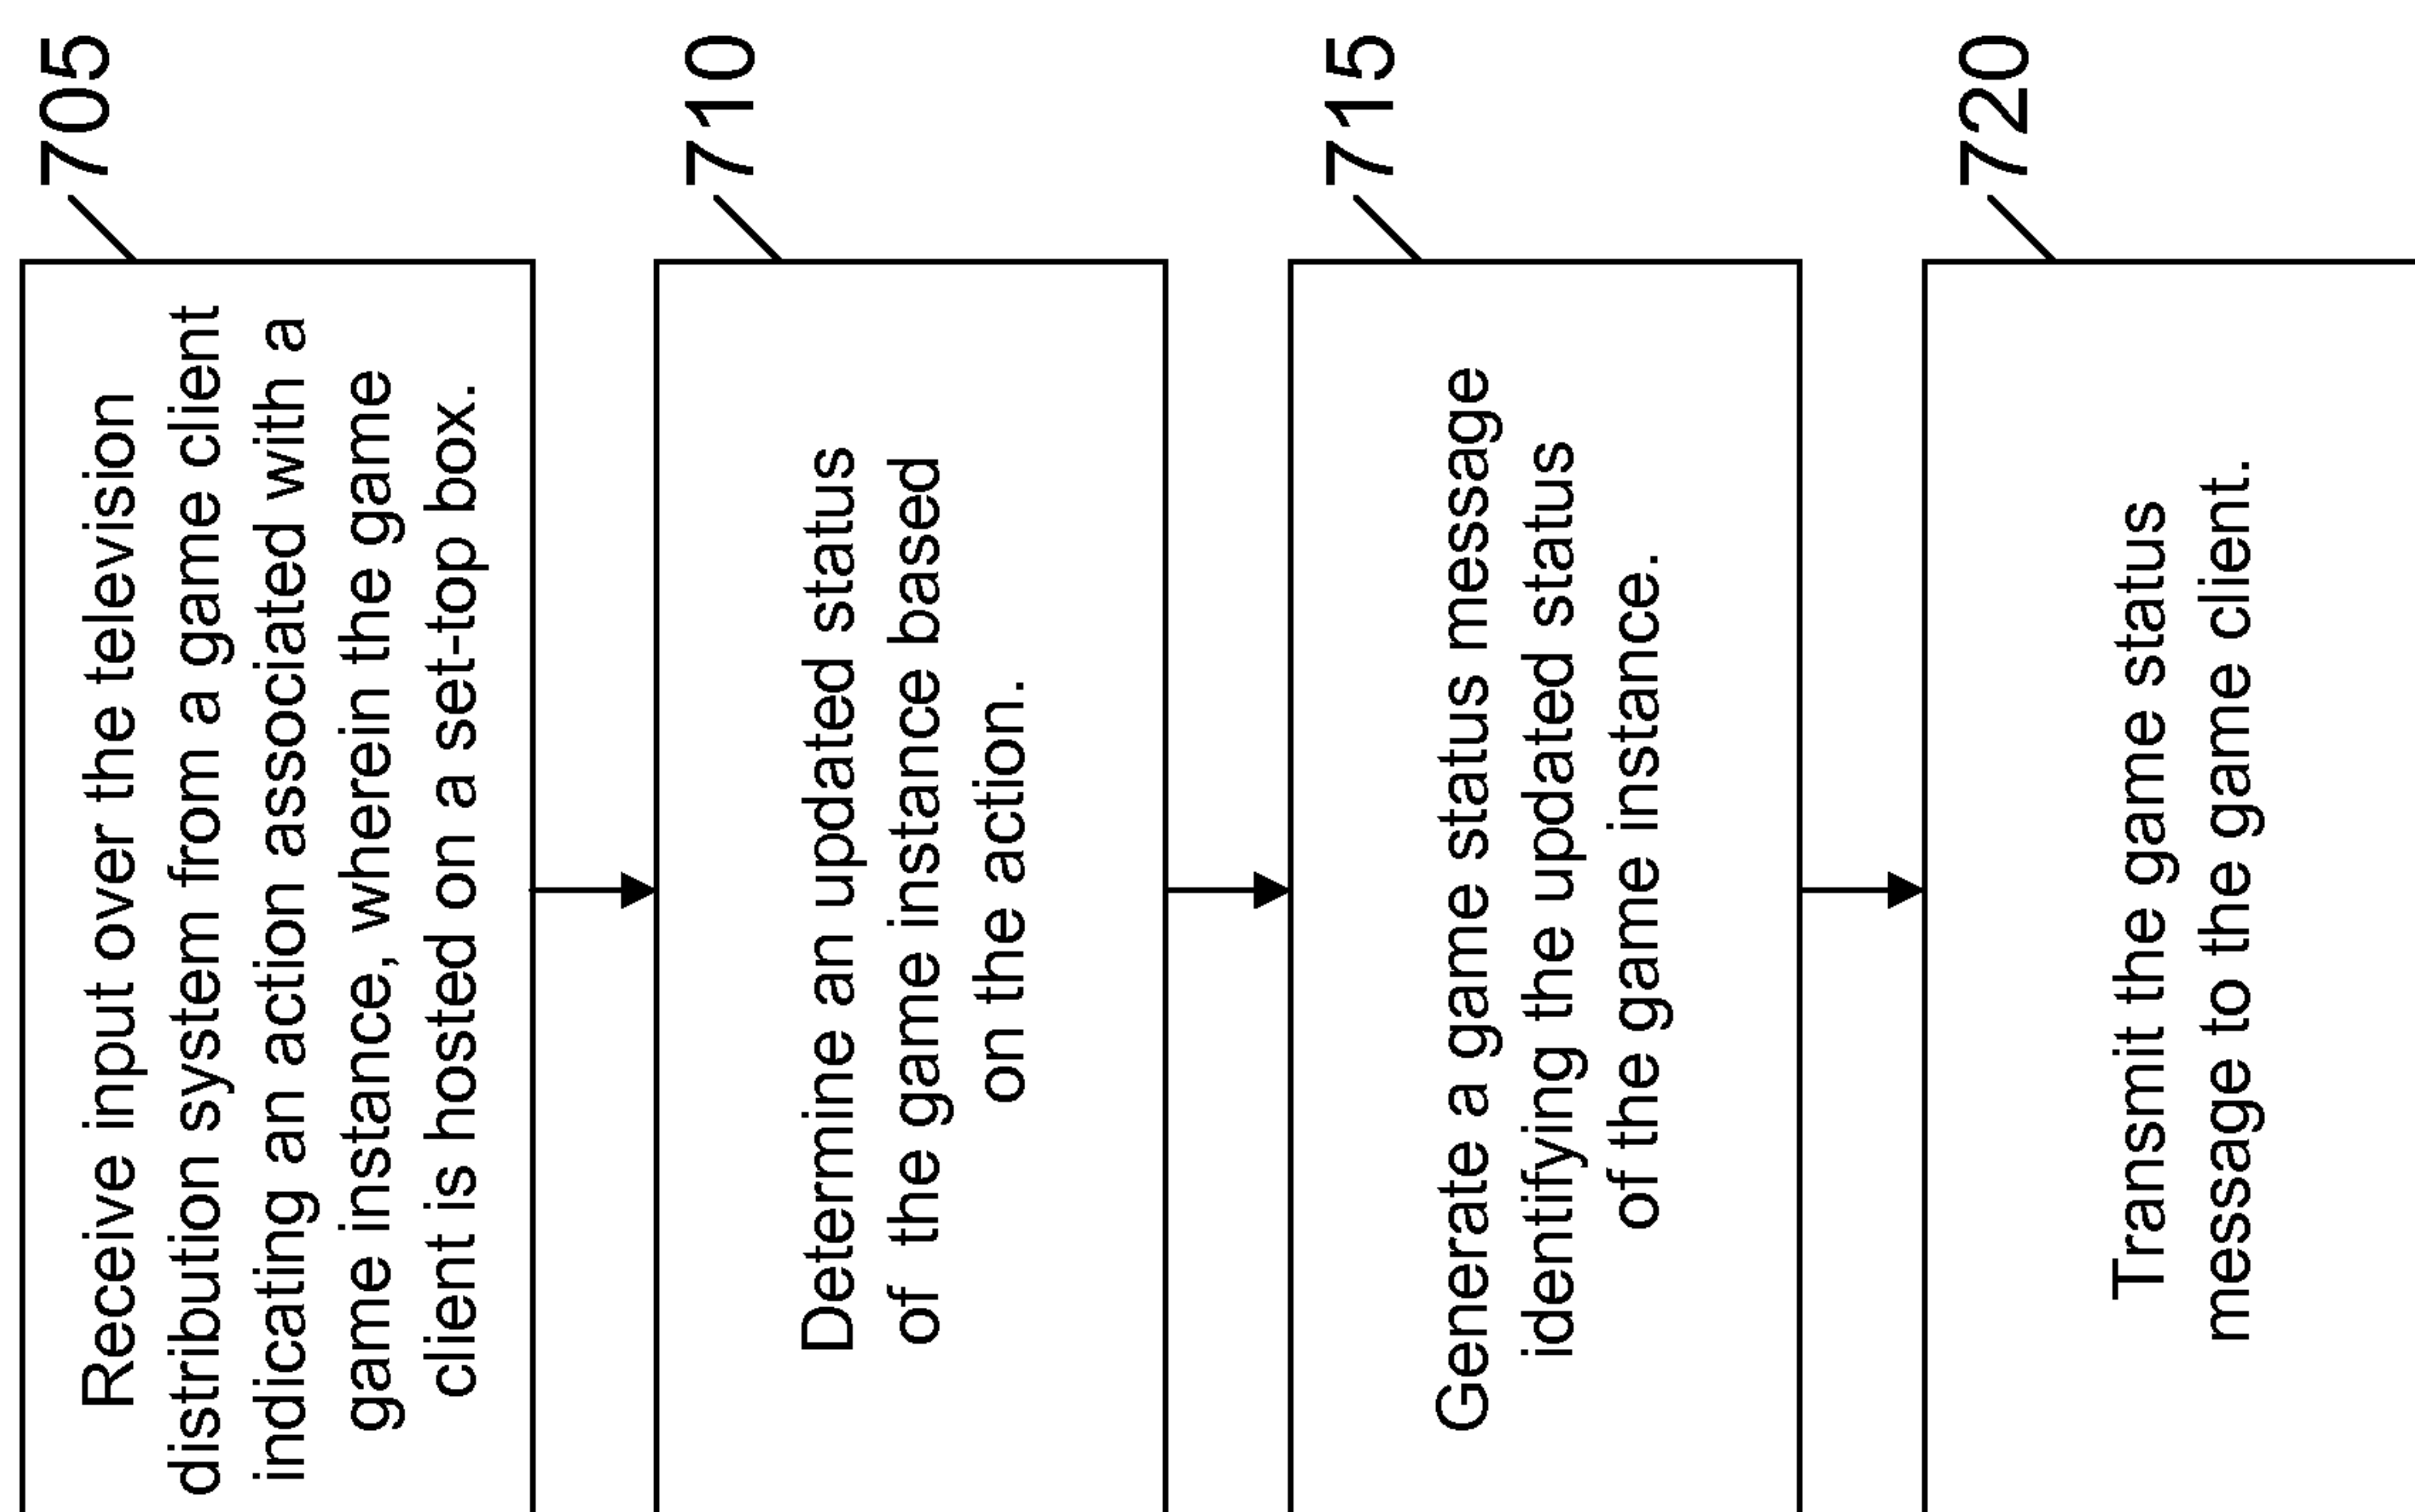 705
Receive input over the television
distribution system from a game client
indicating an action associated with a
game instance, wherein the game
client is hosted on a set-top box.
710
Determine an updated status
of the game instance based
on the action.
715
Generate a game status message
identifying the updated status
of the game instance.
720
Transmit the game status
message to the game client.